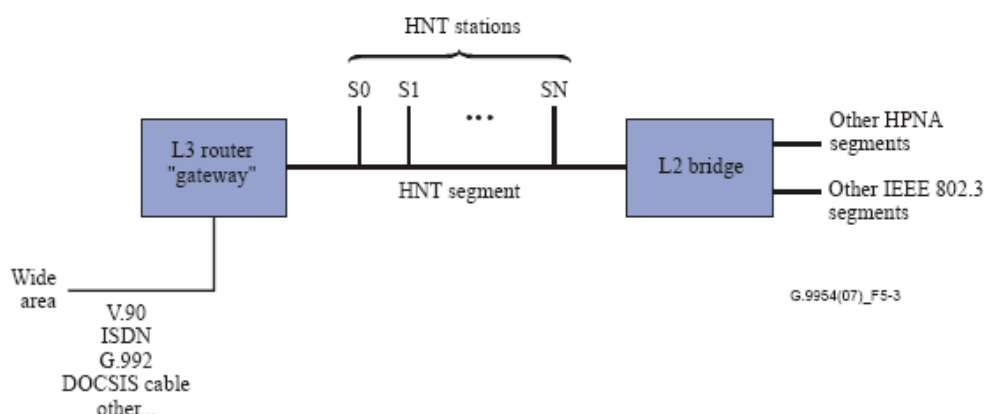 HNT stations
S0 S1 ... SN
L3 router
"gateway"
HNT segment
L2 bridge
Other HPNA
segments
Other IEEE 802.3
segments
Wide
area
V.90
ISDN
G.992
DOCSIS cable
other...
G.9954(07)_F5-3